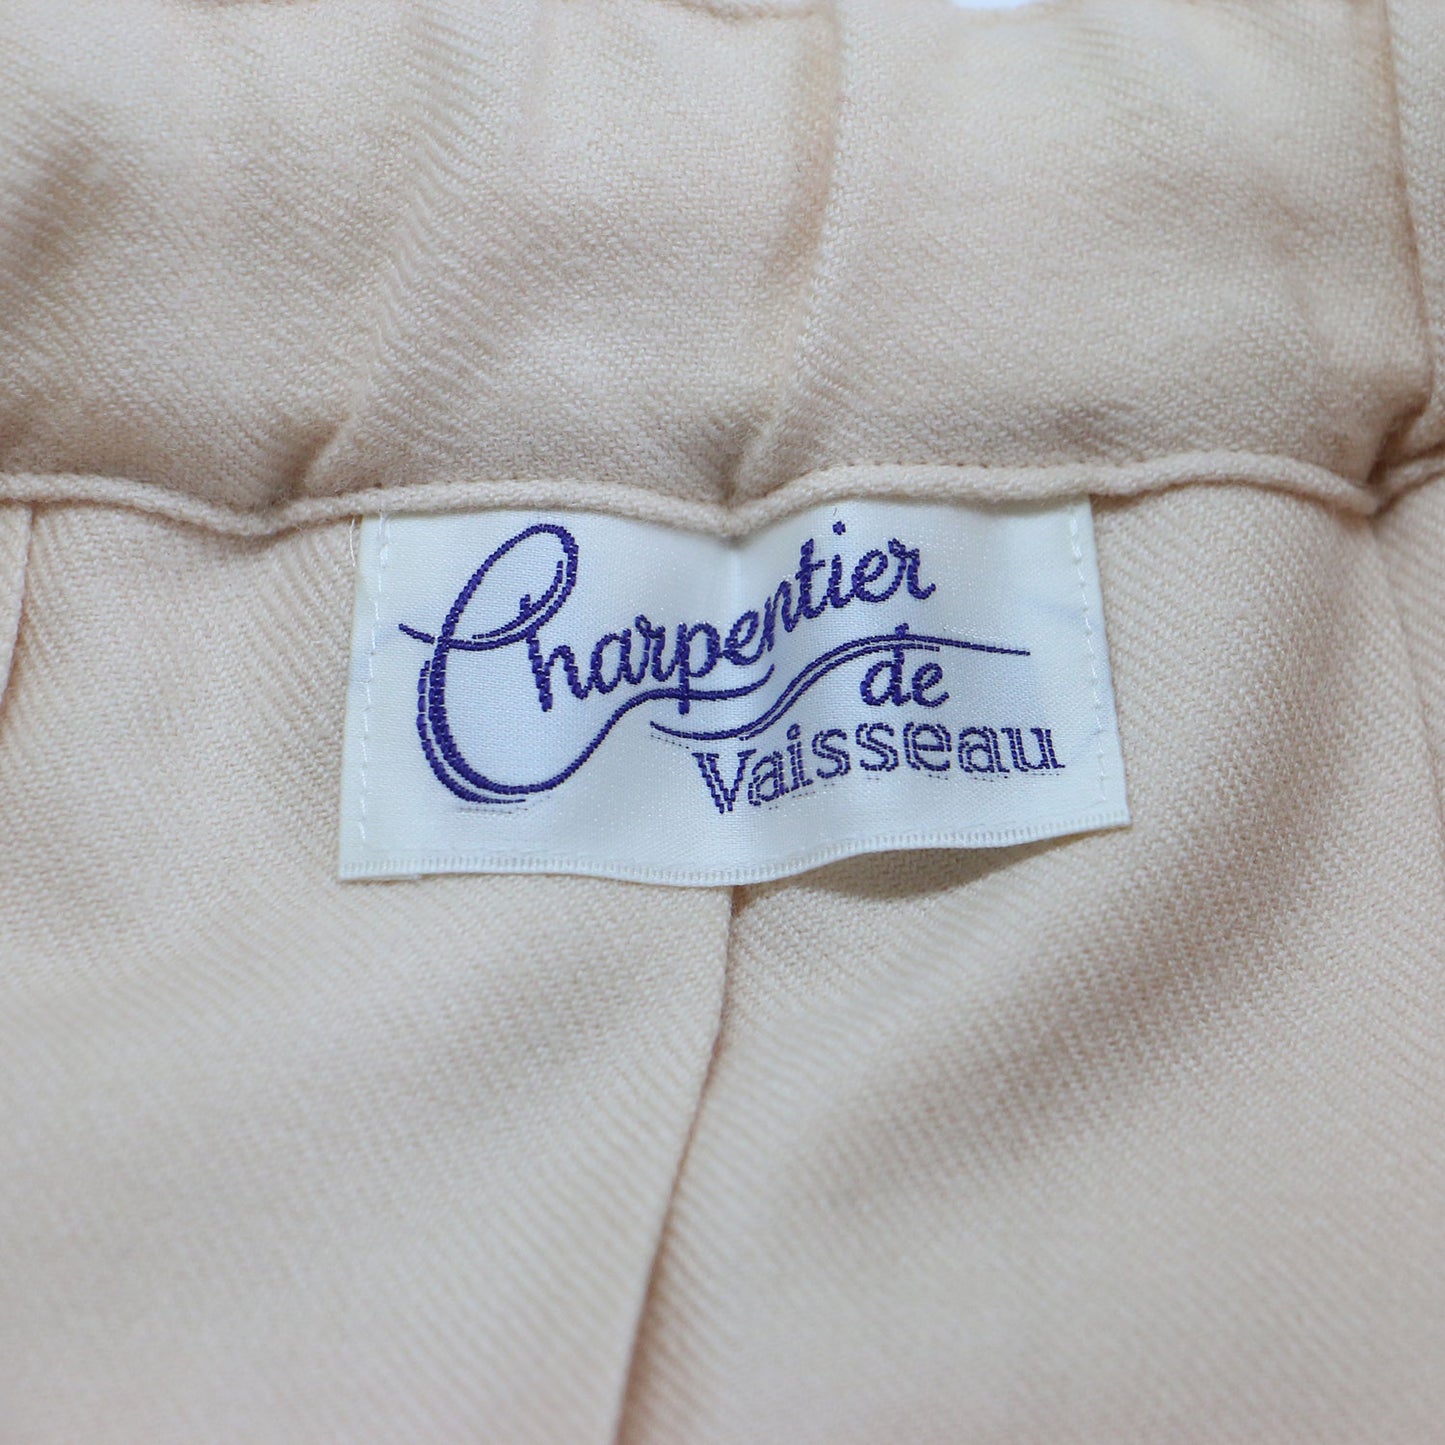 Charpentier
de
Vaisseau